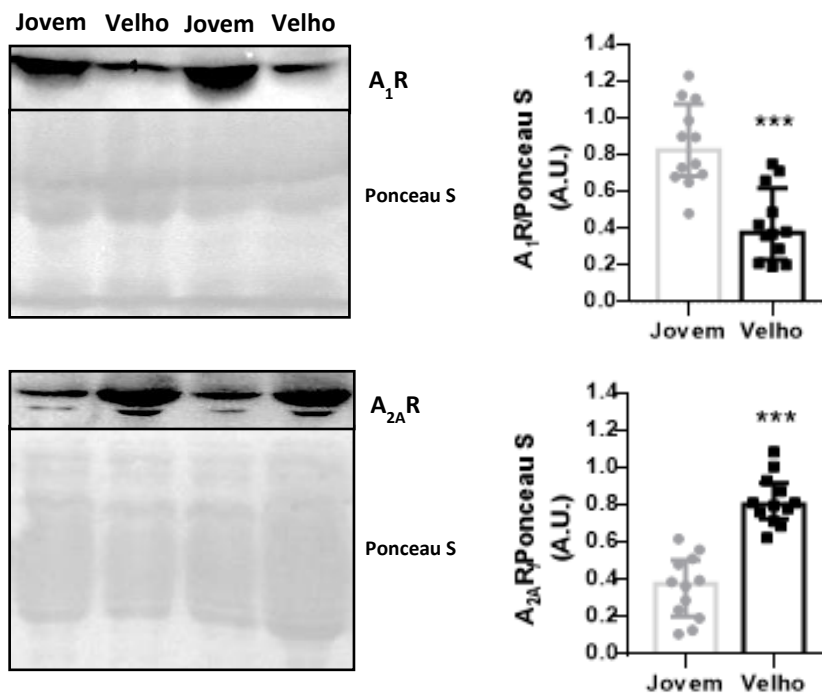 Jovem Velho Jovem Velho
A₁R
Ponceau S
A₁R/Ponceau S
(A.U.)
1.4
1.2
1.0
0.8
0.6
0.4
0.2
0.0
***
Jovem Velho
A₂ₐR
Ponceau S
A₂ₐR/Ponceau S
(A.U.)
1.4
1.2
1.0
0.8
0.6
0.4
0.2
0.0
***
Jovem Velho